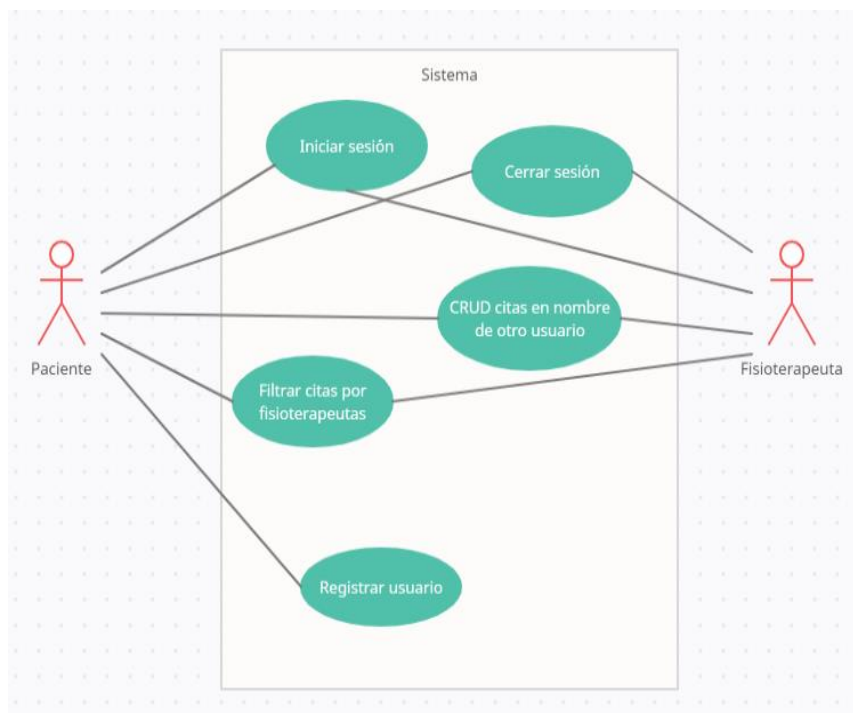 Sistema
Iniciar sesión
Cerrar sesión
CRUD citas en nombre
de otro usuario
Paciente
Fisioterapeuta
Filtrar citas por
fisioterapeutas
Registrar usuario